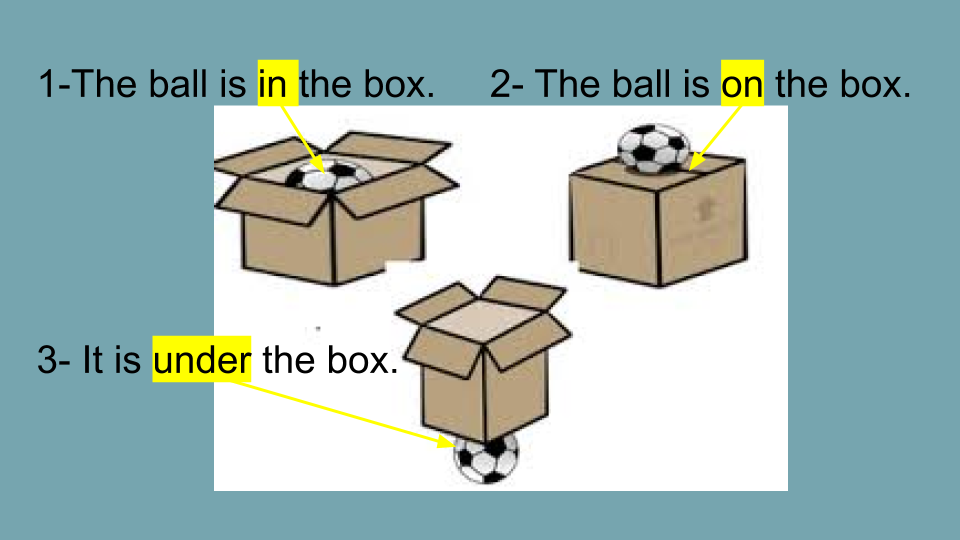 1-The ball is in the box.
2- The ball is on the box.
3- It is under the box.